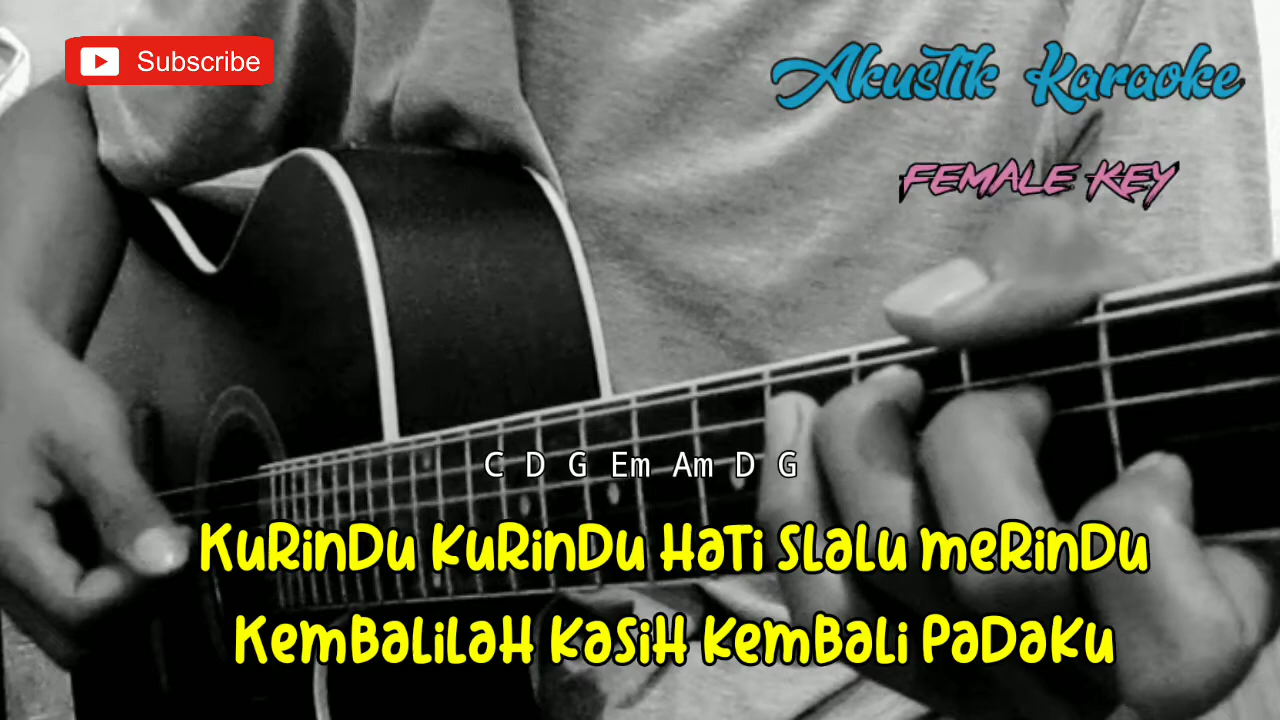 Subscribe
Akustik Karaoke
FEMALE KEY
C D G Em Am D G
KuRinDu KuRinDu HaTi SLaLu meRinDu
KemBaLiLaH KaSiH KemBaLi PaDaKu